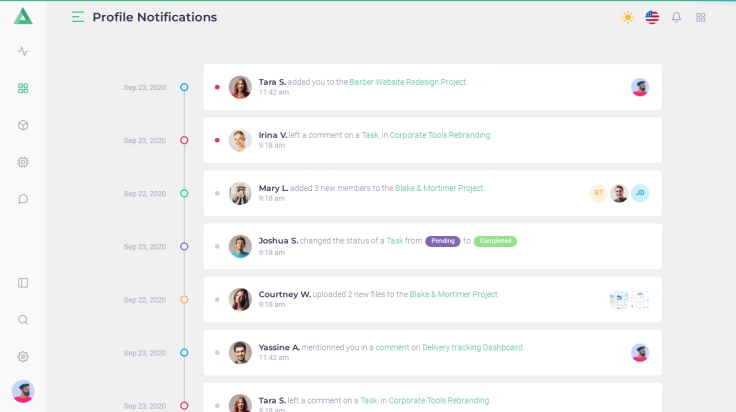 Profile Notifications
Sep 23, 2020
Tara S. added you to the Barber Website Redesign Project.
11:42 am
Sep 23, 2020
Irina V. left a comment on a Task, in Corporate Tools Rebranding.
9:18 am
Sep 22, 2020
Mary L. added 3 new members to the Blake & Mortimer Project.
9:18 am
BT
JD
Sep 23, 2020
Joshua S. changed the status of a Task from Pending to Completed
9:18 am
Sep 22, 2020
Courtney W. uploaded 2 new files to the Blake & Mortimer Project.
9:18 am
Sep 23, 2020
Yassine A. mentionned you in a comment on Delivery tracking Dashboard.
11:42 am
Sep 23, 2020
Tara S. left a comment on a Task, in Corporate Tools Rebranding.
9:18 am